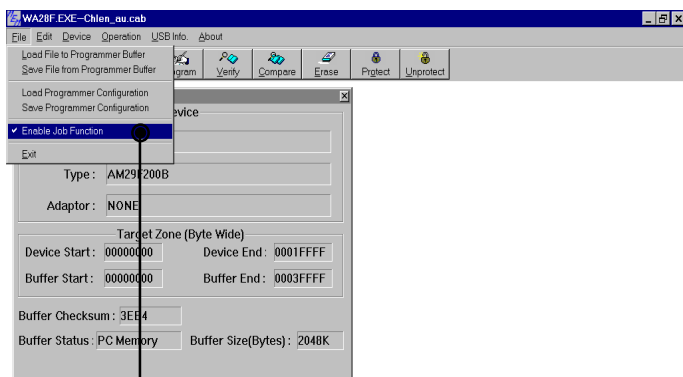 WA28F.EXE--Chlen_au.cab
File Edit Device Operation USB Info. About
Load File to Programmer Buffer
Save File from Programmer Buffer
Load Programmer Configuration
Save Programmer Configuration
✓ Enable Job Function
Exit
Verify Compare Erase Protect Unprotect
Type : AM29F200B
Adaptor : NONE
Target Zone (Byte Wide)
Device Start : 00000000 Device End : 0001FFFF
Buffer Start : 00000000 Buffer End : 0003FFFF
Buffer Checksum : 3EE4
Buffer Status : PC Memory Buffer Size(Bytes) : 2048K